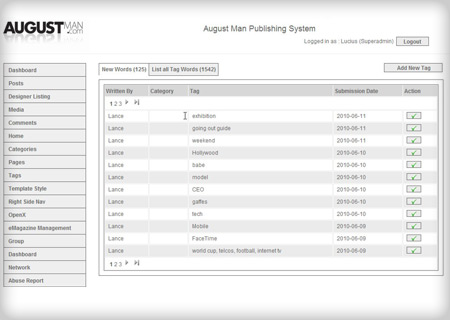 AUGUSTMAN
.com
August Man Publishing System
Logged in as : Lucius (Superadmin) Logout
Dashboard
Posts
Designer Listing
Media
Comments
Home
Categories
Pages
Tags
Template Style
Right Side Nav
OpenX
eMagazine Management
Group
Dashboard
Network
Abuse Report
New Words (125) List all Tag Words (1542) Add New Tag
Written By Category Tag Submission Date Action
1 2 3
Lance exhibition 2010-06-11
Lance going out guide 2010-06-11
Lance weekend 2010-06-11
Lance Hollywood 2010-06-10
Lance babe 2010-06-10
Lance model 2010-06-10
Lance CEO 2010-06-10
Lance gaffes 2010-06-10
Lance tech 2010-06-10
Lance Mobile 2010-06-09
Lance FaceTime 2010-06-09
Lance world cup, telcos, football, internet tv 2010-06-09
1 2 3